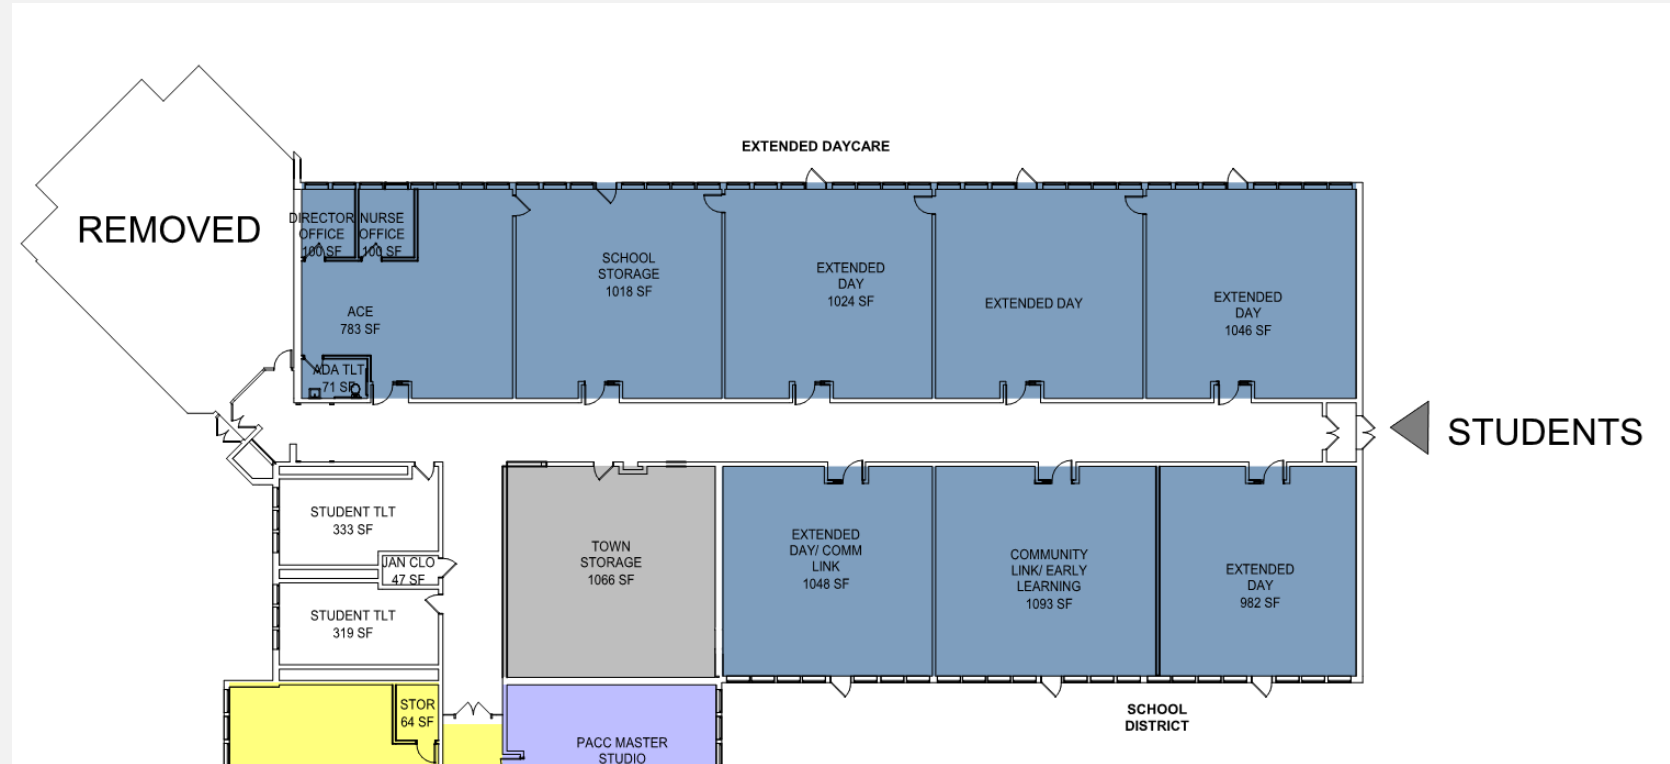 EXTENDED DAYCARE
REMOVED
DIRECTOR
OFFICE
100 SF
NURSE
OFFICE
100 SF
ACE
783 SF
ADA TLT
71 SF
SCHOOL
STORAGE
1018 SF
EXTENDED
DAY
1024 SF
EXTENDED DAY
EXTENDED
DAY
1046 SF
STUDENTS
STUDENT TLT
333 SF
JAN CLO
47 SF
STUDENT TLT
319 SF
TOWN
STORAGE
1066 SF
EXTENDED
DAY/ COMM
LINK
1048 SF
COMMUNITY
LINK/ EARLY
LEARNING
1093 SF
EXTENDED
DAY
982 SF
STOR
64 SF
PACC MASTER
STUDIO
SCHOOL
DISTRICT